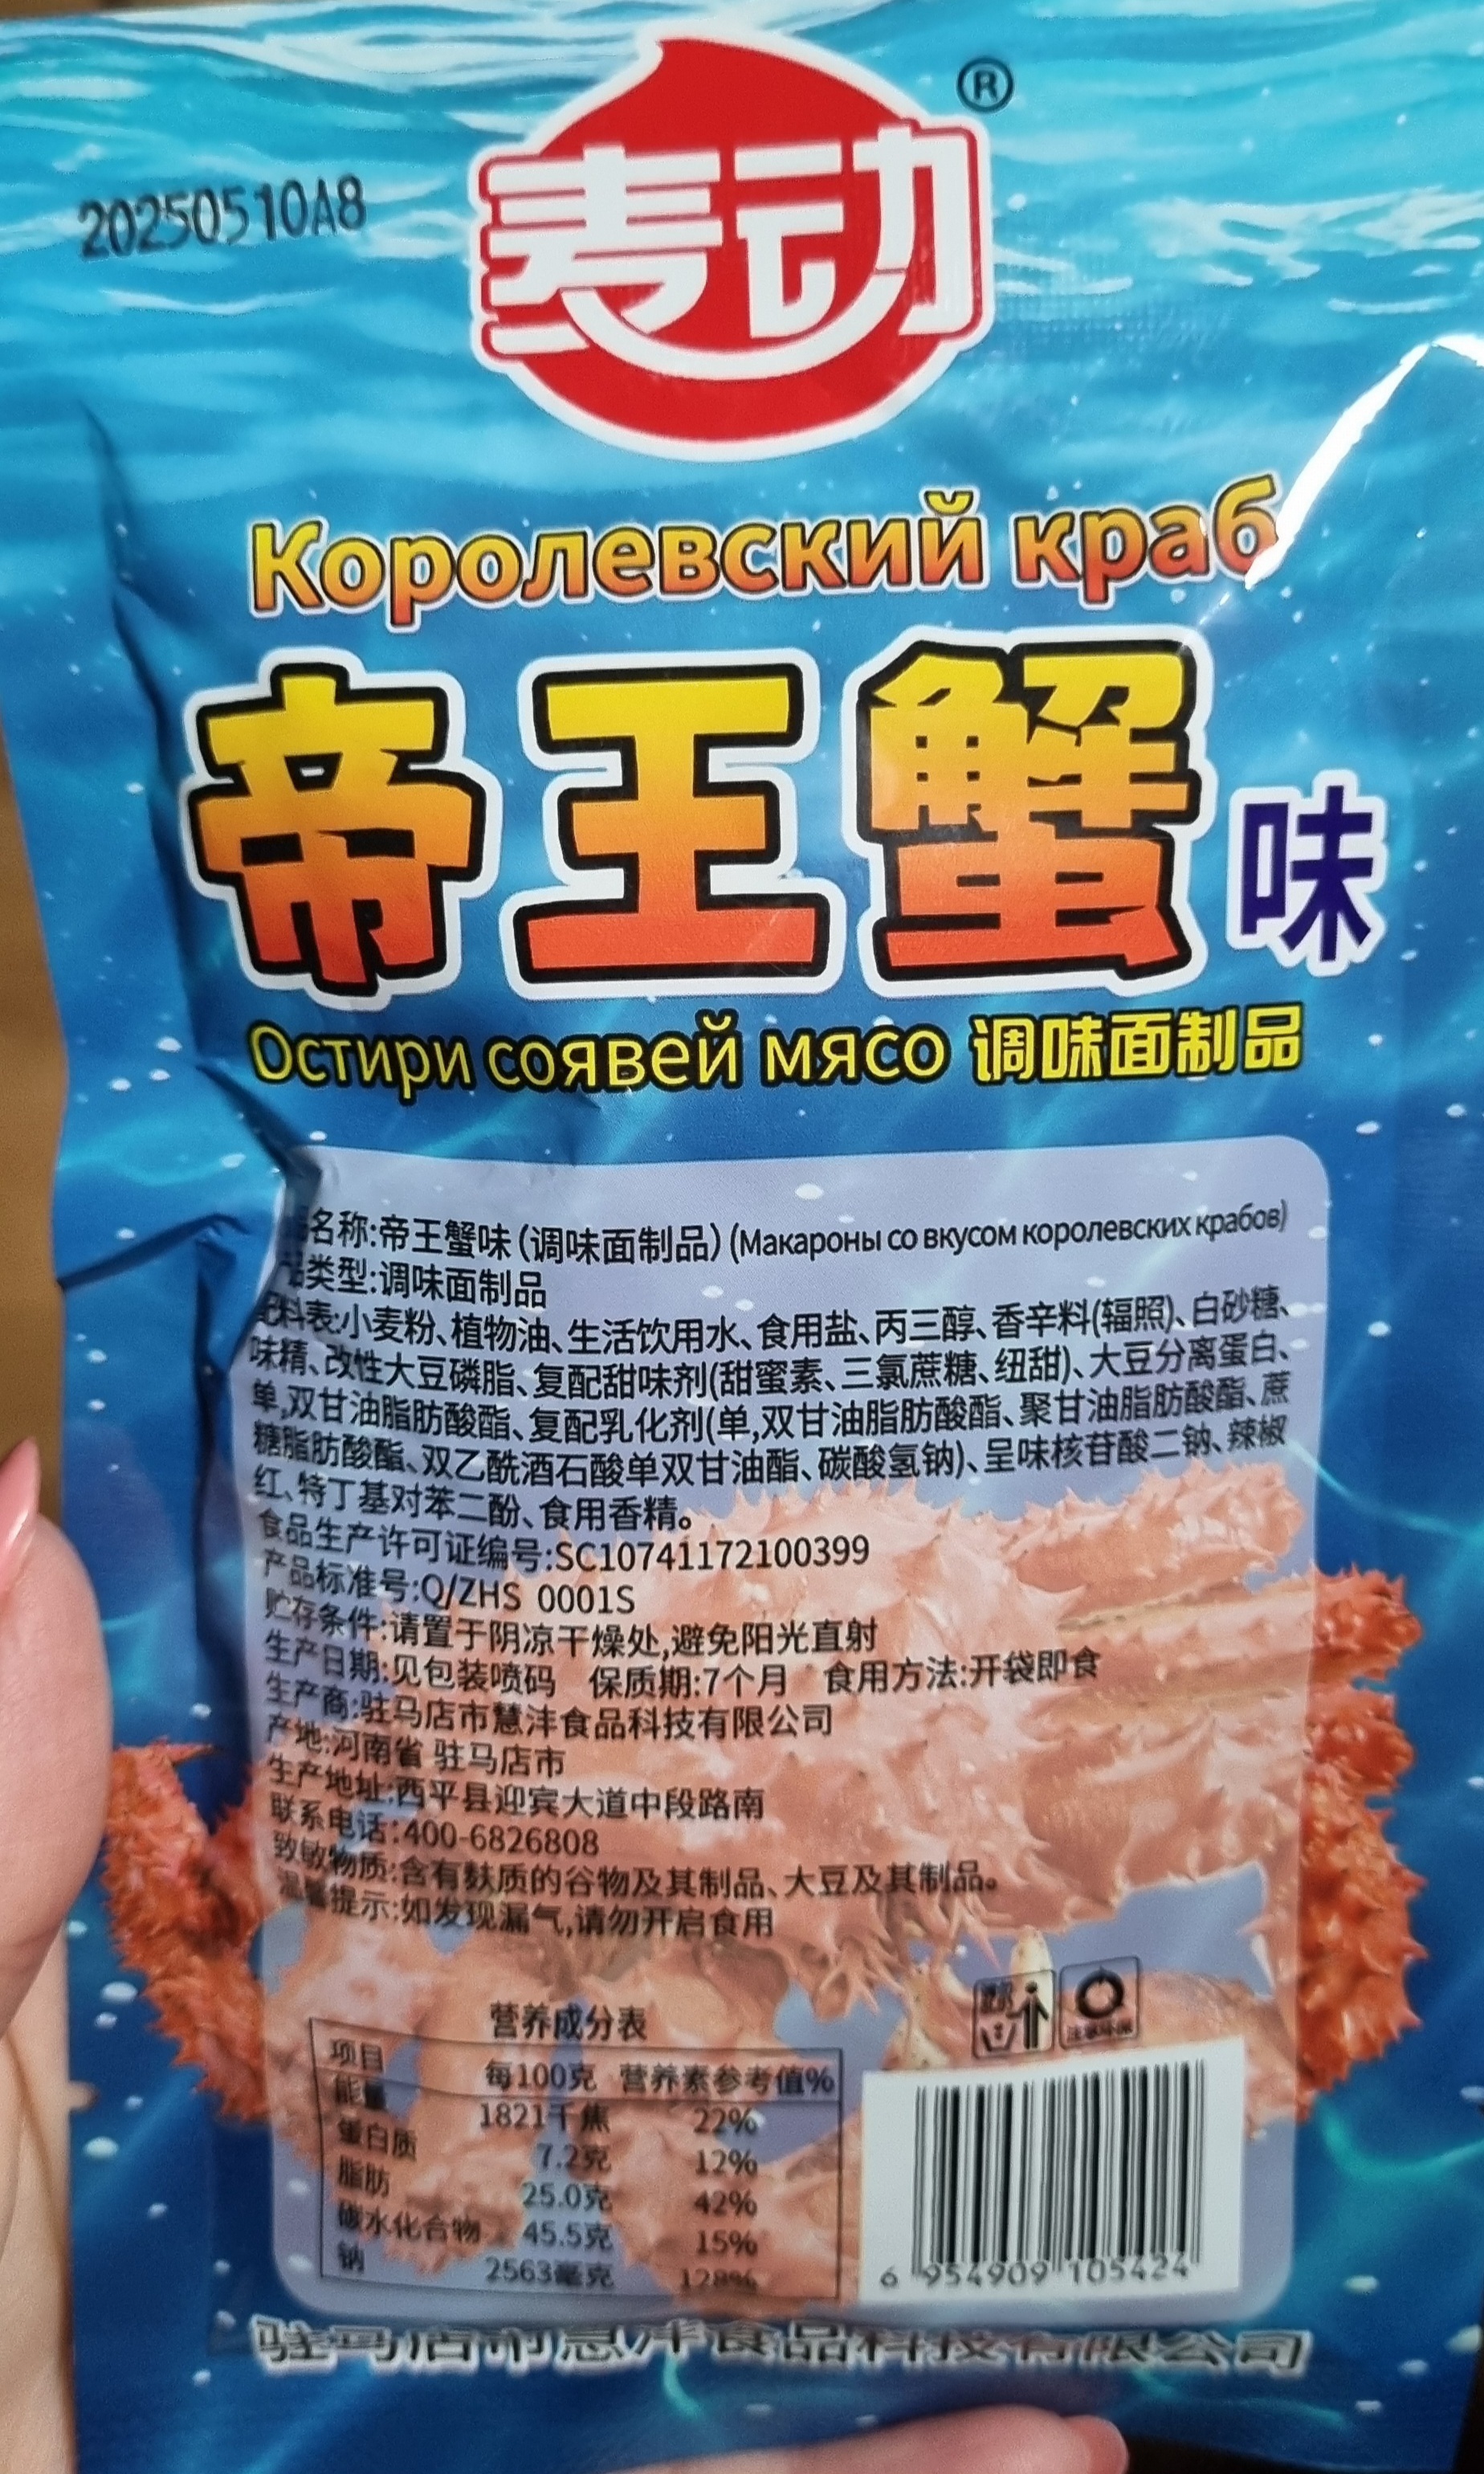 ®
麦动
20250510A8
Королевский краб
帝王蟹味
Остири соявей мясо 调味面制品
名称:帝王蟹味(调味面制品)(Макароны со вкусом королевских крабов)
类型:调味面制品
配料表:小麦粉、植物油、生活饮用水、食用盐、丙三醇、香辛料(辐照)、白砂糖、
味精、改性大豆磷脂、复配甜味剂(甜蜜素、三氯蔗糖、纽甜)、大豆分离蛋白、
单,双甘油脂肪酸酯、复配乳化剂(单,双甘油脂肪酸酯、聚甘油脂肪酸酯、蔗
糖脂肪酸酯、双乙酰酒石酸单双甘油酯、碳酸氢钠)、呈味核苷酸二钠、辣椒
红、特丁基对苯二酚、食用香精。
食品生产许可证编号:SC10741172100399
产品标准号:Q/ZHS 0001S
贮存条件:请置于阴凉干燥处,避免阳光直射
生产日期:见包装喷码 保质期:7个月 食用方法:开袋即食
生产商:驻马店市慧沣食品科技有限公司
产地:河南省 驻马店市
生产地址:西平县迎宾大道中段路南
联系电话:400-6826808
致敏物质:含有麸质的谷物及其制品、大豆及其制品。
温馨提示:如发现漏气,请勿开启食用
营养成分表
项目 每100克 营养素参考值%
能量 1821千焦 22%
蛋白质 7.2克 12%
脂肪 25.0克 42%
碳水化合物 45.5克 15%
钠 2563毫克 128%
6 954909 105424
驻马店市慧沣食品科技有限公司